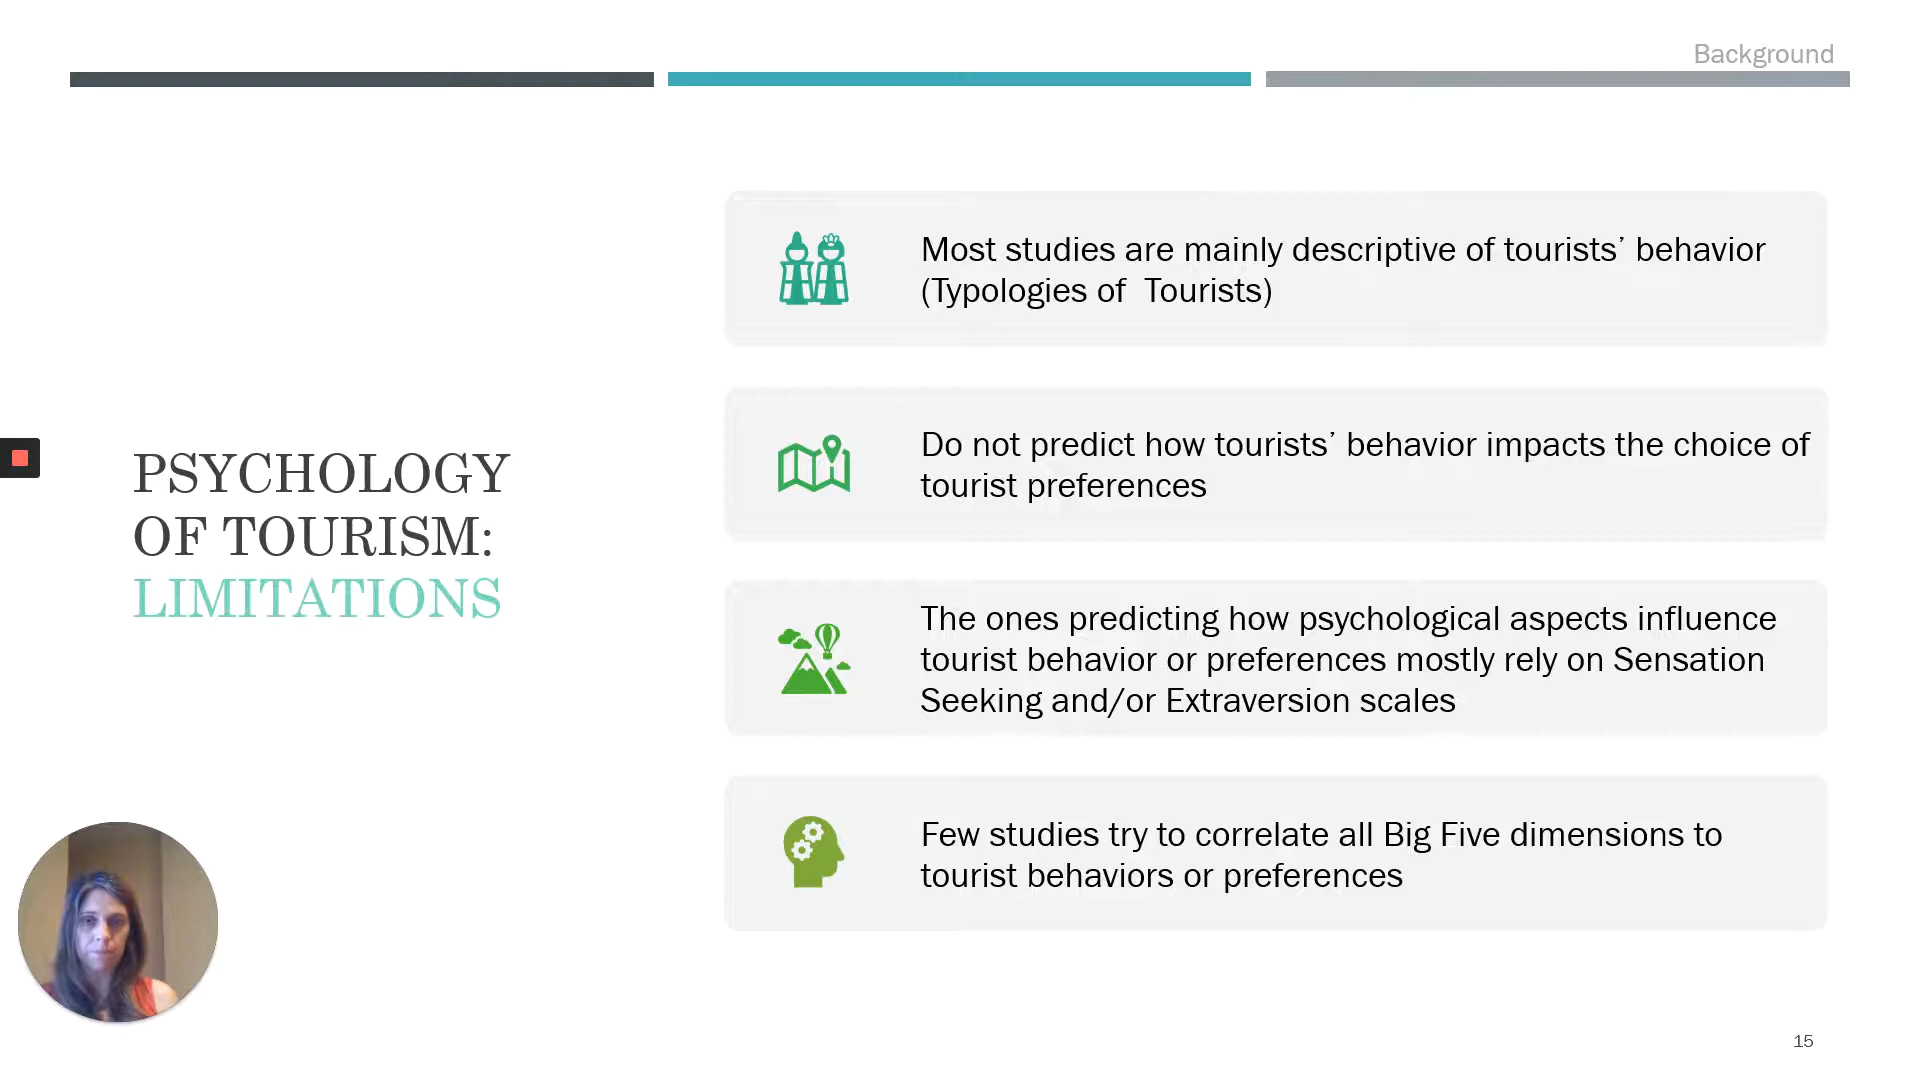 Background
PSYCHOLOGY
OF TOURISM:
LIMITATIONS
Most studies are mainly descriptive of tourists’ behavior
(Typologies of  Tourists)
Do not predict how tourists’ behavior impacts the choice of
tourist preferences
The ones predicting how psychological aspects influence
tourist behavior or preferences mostly rely on Sensation
Seeking and/or Extraversion scales
Few studies try to correlate all Big Five dimensions to
tourist behaviors or preferences
15